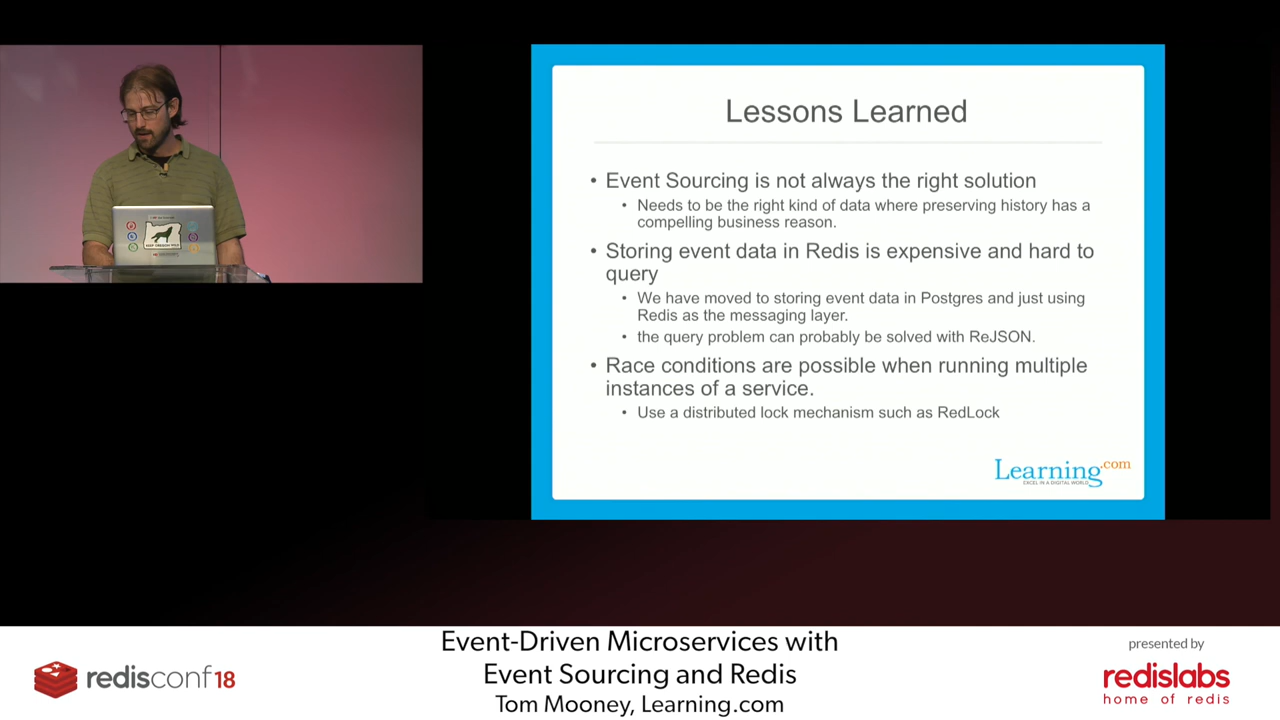 Lessons Learned
• Event Sourcing is not always the right solution
• Needs to be the right kind of data where preserving history has a
compelling business reason.
• Storing event data in Redis is expensive and hard to
query
• We have moved to storing event data in Postgres and just using
Redis as the messaging layer.
• the query problem can probably be solved with ReJSON.
• Race conditions are possible when running multiple
instances of a service.
• Use a distributed lock mechanism such as RedLock
Learning.com
EXCEL IN A DIGITAL WORLD
redisconf18
Event-Driven Microservices with
Event Sourcing and Redis
Tom Mooney, Learning.com
presented by
redislabs
home of redis